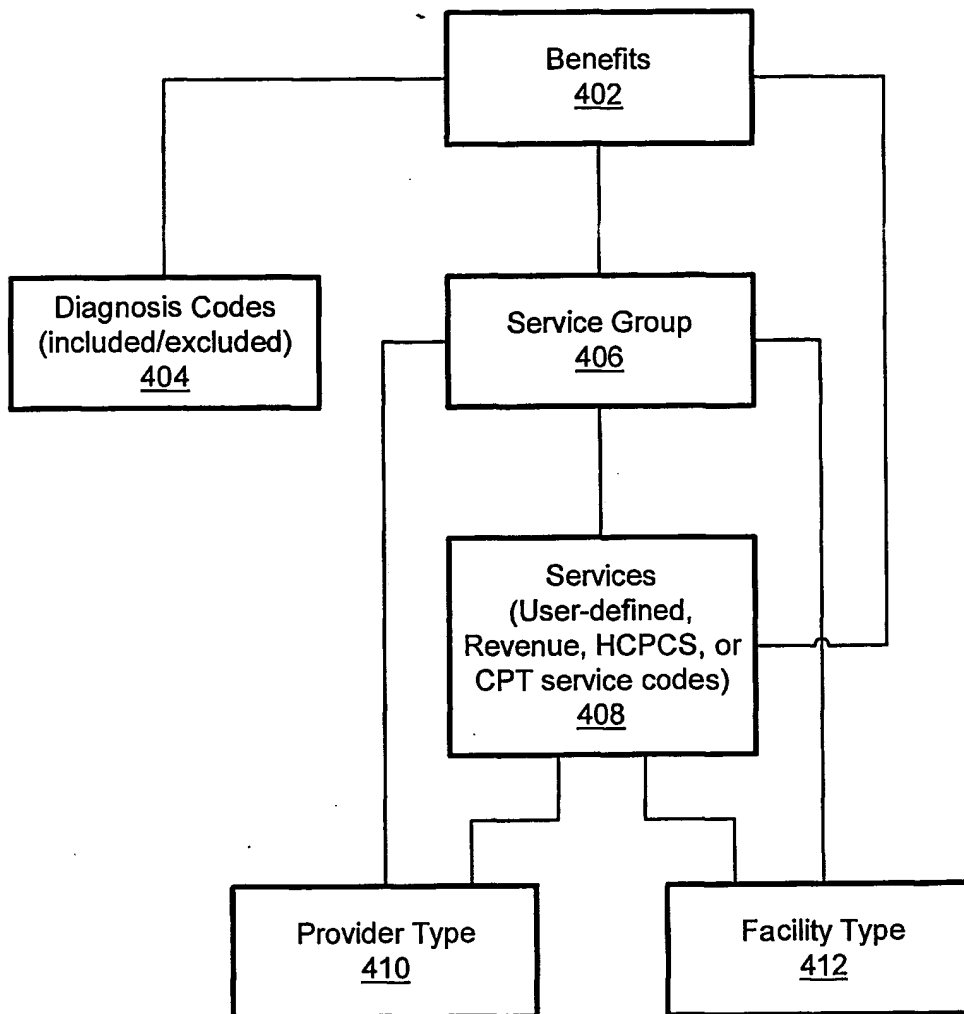 Benefits
402
Diagnosis Codes
(included/excluded)
404
Service Group
406
Services
(User-defined,
Revenue, HCPCS, or
CPT service codes)
408
Provider Type
410
Facility Type
412